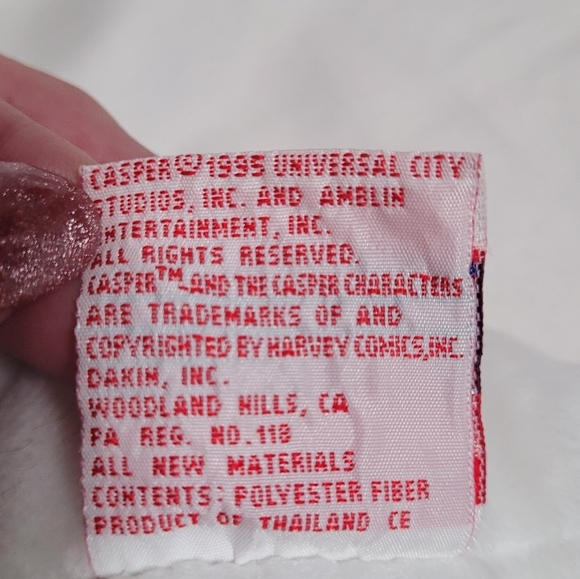 CASPER © 1995 UNIVERSAL CITY
STUDIOS, INC. AND AMBLIN
ENTERTAINMENT, INC.
ALL RIGHTS RESERVED.
CASPER™ AND THE CASPER CHARACTERS
ARE TRADEMARKS OF AND
COPYRIGHTED BY HARVEY COMICS, INC.
DAKIN, INC.
WOODLAND HILLS, CA
PA REG. NO. 118
ALL NEW MATERIALS
CONTENTS: POLYESTER FIBER
PRODUCT OF THAILAND CE